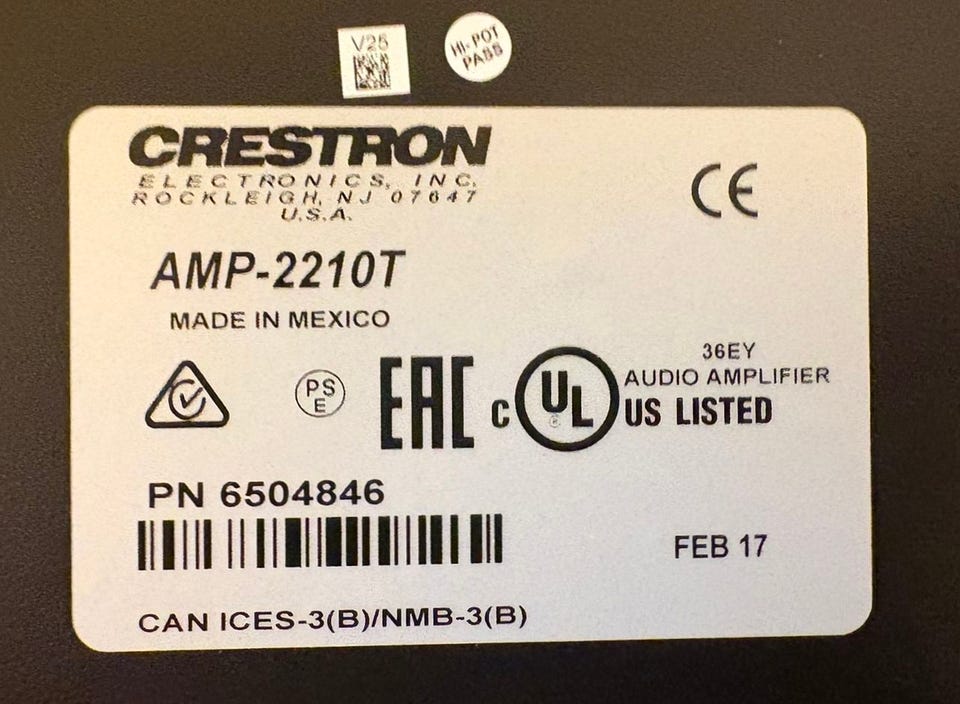 V25
HI-POT
PASS
CRESTRON
ELECTRONICS, INC.
ROCKLEIGH, NJ 07647
U.S.A.
CE
AMP-2210T
MADE IN MEXICO
PS
E
EAC
C UL ® US LISTED
36EY
AUDIO AMPLIFIER
PN 6504846
FEB 17
CAN ICES-3(B)/NMB-3(B)